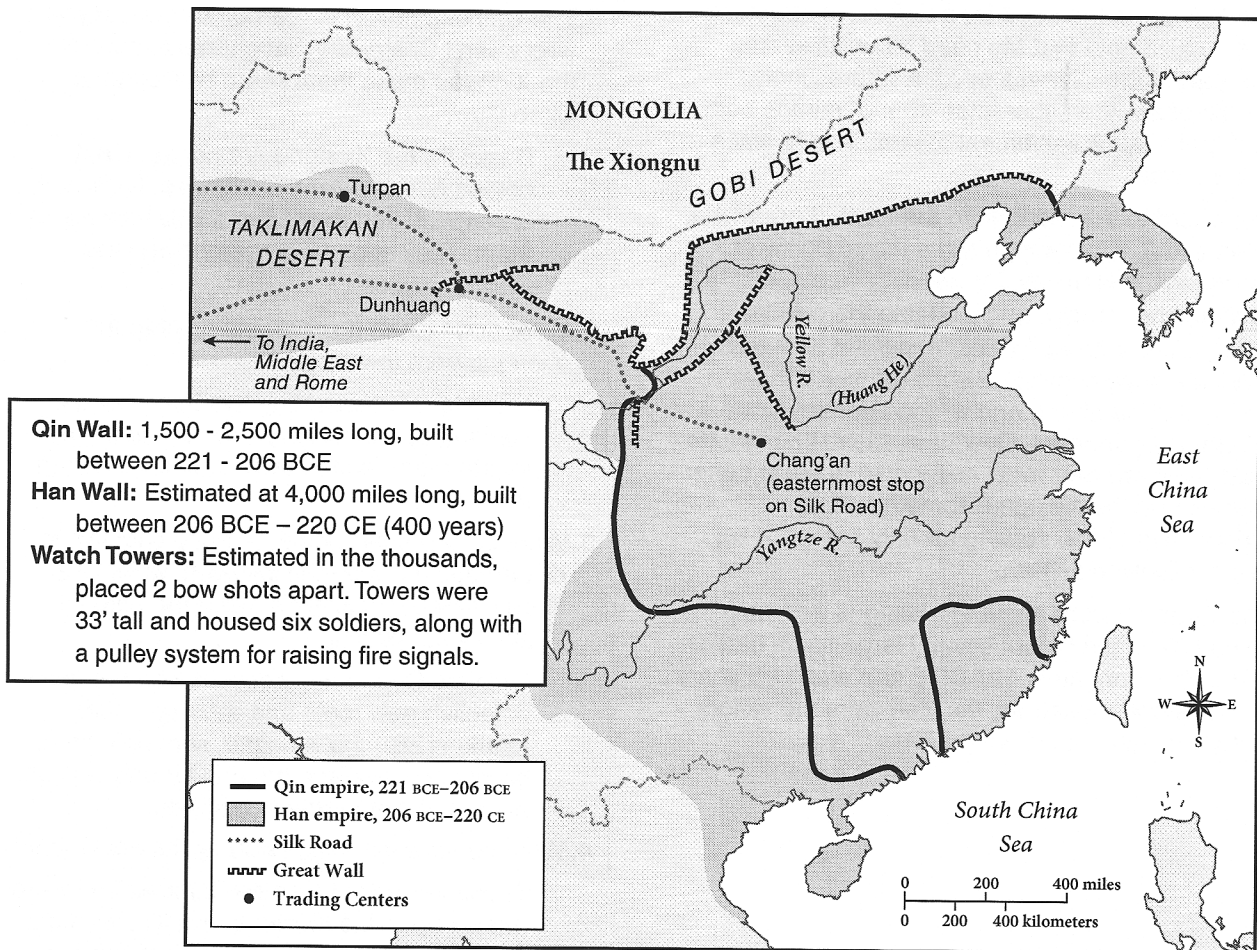 MONGOLIA
The Xiongnu
GOBI DESERT
Turpan
TAKLIMAKAN
DESERT
Dunhuang
To India,
Middle East
and Rome
Yellow R.
(Huang He)
Chang'an
(easternmost stop
on Silk Road)
Yangtze R.
East
China
Sea
Qin Wall: 1,500 - 2,500 miles long, built
between 221 - 206 BCE
Han Wall: Estimated at 4,000 miles long, built
between 206 BCE – 220 CE (400 years)
Watch Towers: Estimated in the thousands,
placed 2 bow shots apart. Towers were
33' tall and housed six soldiers, along with
a pulley system for raising fire signals.
N
W E
S
Qin empire, 221 BCE–206 BCE
Han empire, 206 BCE–220 CE
Silk Road
Great Wall
Trading Centers
South China
Sea
0 200 400 miles
0 200 400 kilometers